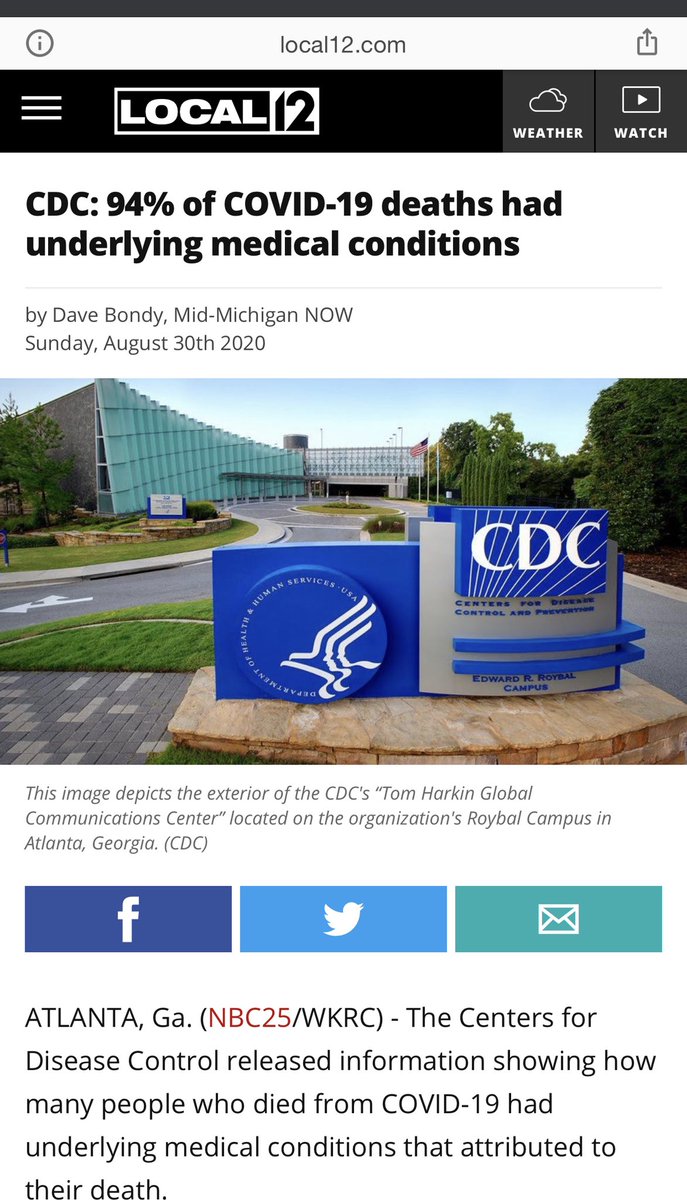 local12.com
LOCAL 12
WEATHER
WATCH
CDC: 94% of COVID-19 deaths had
underlying medical conditions
by Dave Bondy, Mid-Michigan NOW
Sunday, August 30th 2020
CDC
CENTERS FOR DISEASE
CONTROL AND PREVENTION
DEPARTMENT OF HEALTH & HUMAN SERVICES · USA
EDWARD R. ROYBAL
CAMPUS
This image depicts the exterior of the CDC's “Tom Harkin Global
Communications Center” located on the organization's Roybal Campus in
Atlanta, Georgia. (CDC)
ATLANTA, Ga. (NBC25/WKRC) - The Centers for
Disease Control released information showing how
many people who died from COVID-19 had
underlying medical conditions that attributed to
their death.